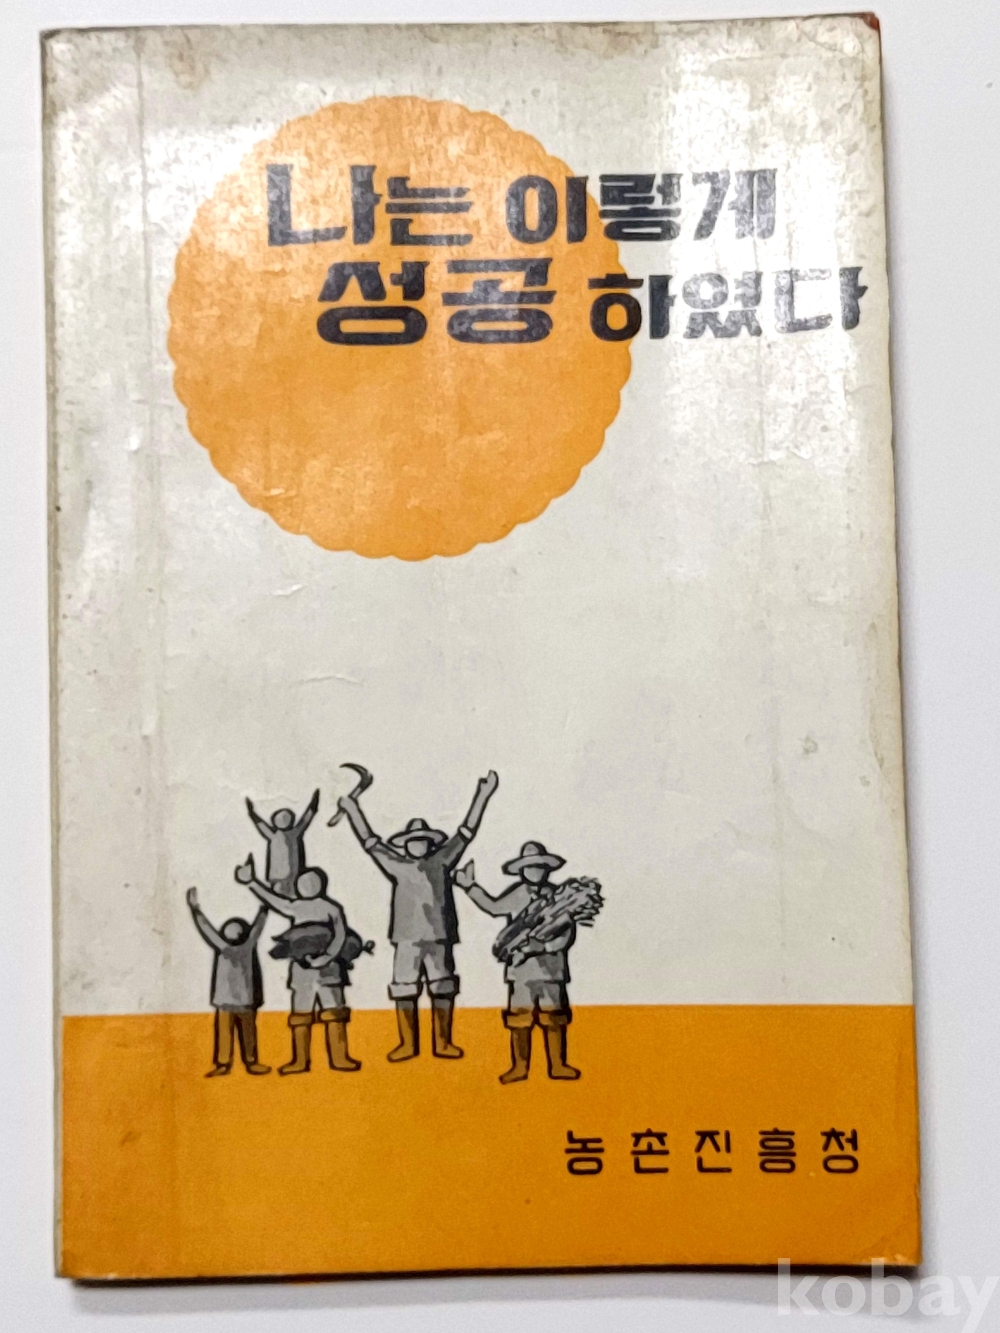 나는 이렇게
성공 하였다
농촌진흥청
kobay